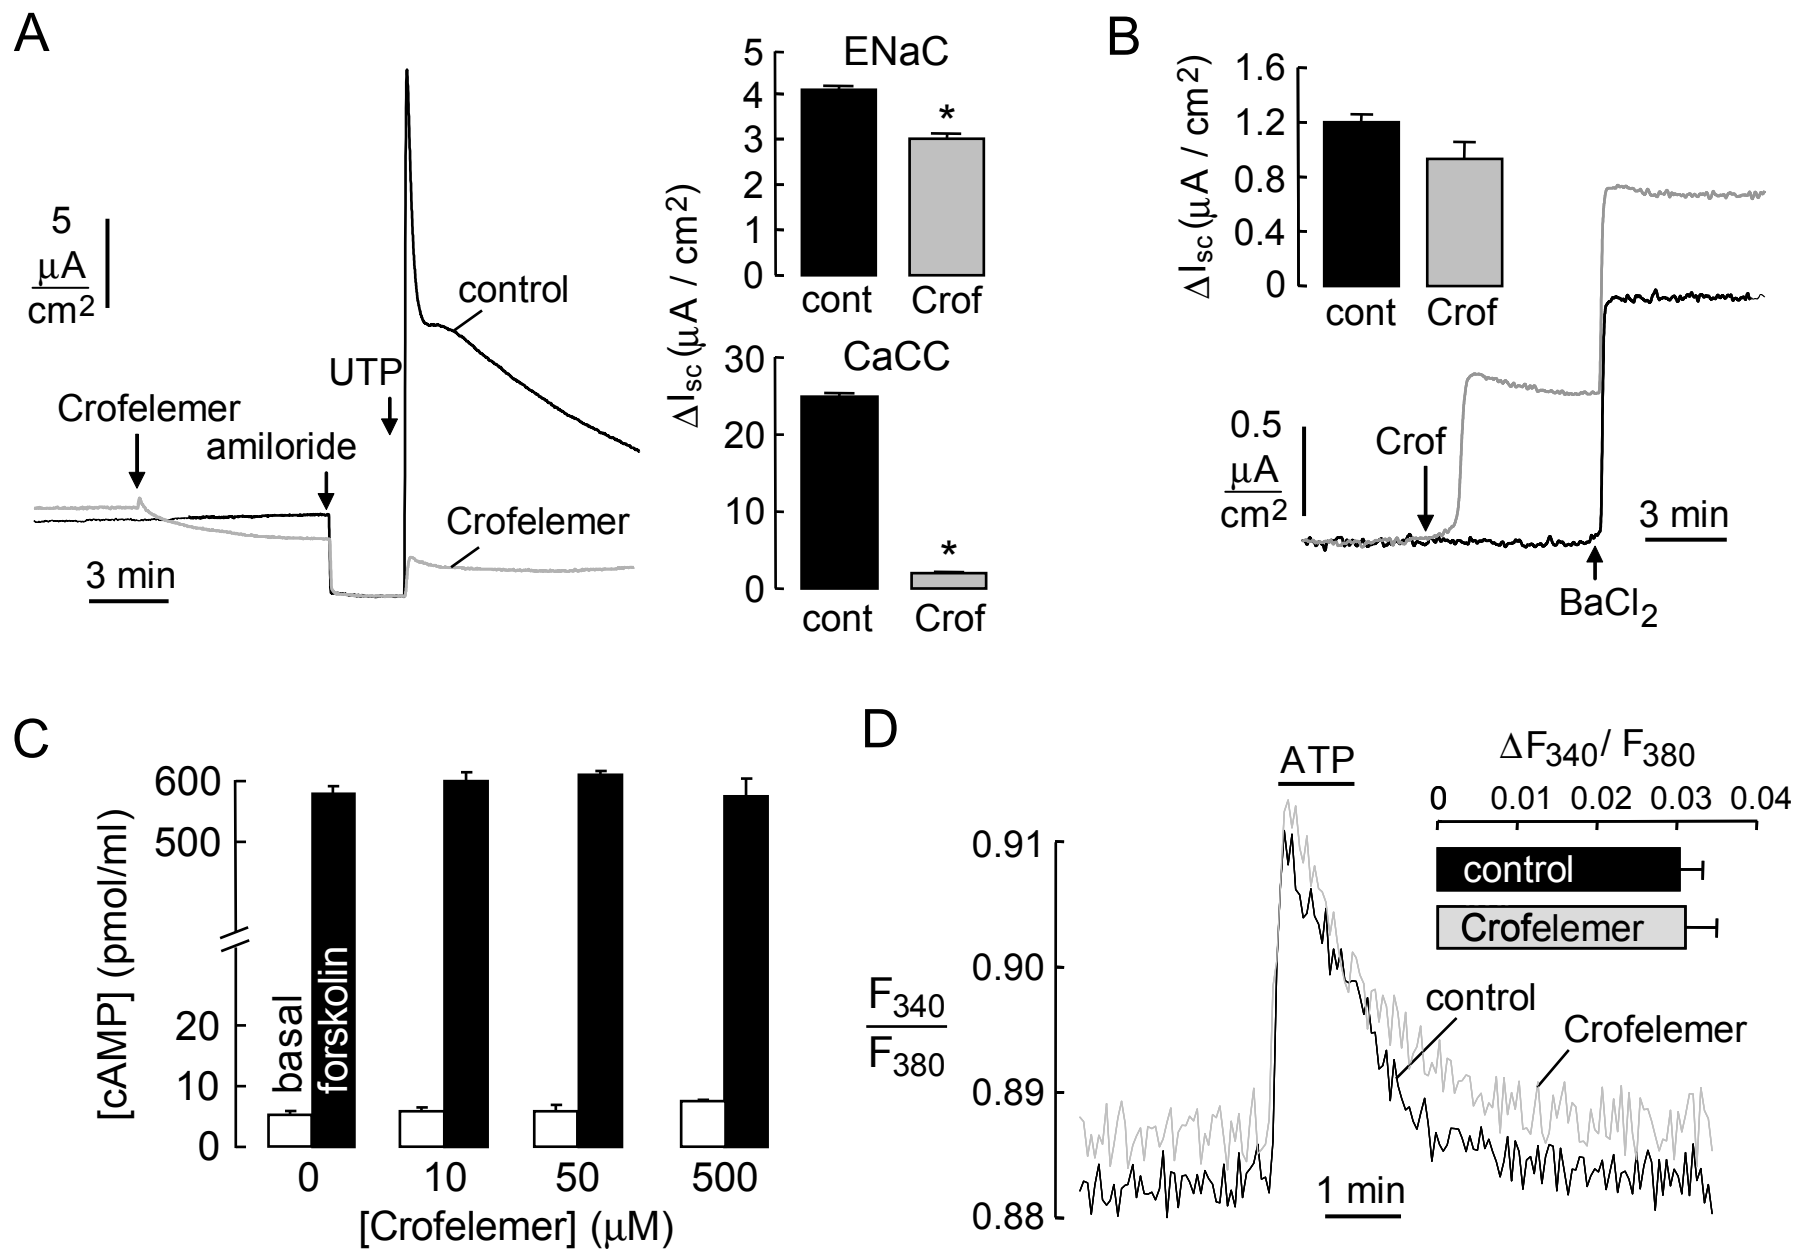 A
5
μA
cm2
Crofelemer
amiloride
UTP
control
Crofelemer
3 min
ΔIsc (μA / cm2)
ENaC
5
4
3
2
1
0
*
cont
Crof
CaCC
30
20
10
0
*
cont
Crof
B
ΔIsc (μA / cm2)
1.6
1.2
0.8
0.4
0
cont
Crof
0.5
μA
cm2
Crof
3 min
BaCl2
C
[cAMP] (pmol/ml)
600
500
20
10
0
basal
forskolin
0
10
50
500
[Crofelemer] (μM)
D
ATP
ΔF340/ F380
0
0.01
0.02
0.03
0.04
control
Crofelemer
0.91
0.90
0.89
0.88
F340
F380
control
Crofelemer
1 min